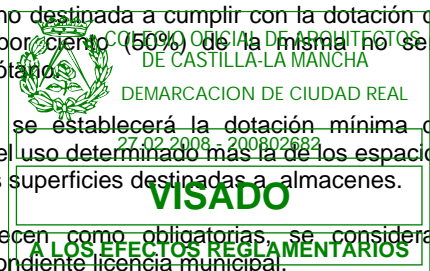 no destinada a cumplir con la dotación
por ciento (50%) de la misma no se
COLEGIO OFICIAL DE ARQUITECTOS
DE CASTILLA-LA MANCHA
DEMARCACION DE CIUDAD REAL
se establecerá la dotación mínima
27.02.2008 - 200802682
el uso determinado más la de los espacio
superficies destinadas a almacenes.
VISADO
ecen como obligatorias, se considera
A LOS EFECTOS REGLAMENTARIOS
pondiente licencia municipal.